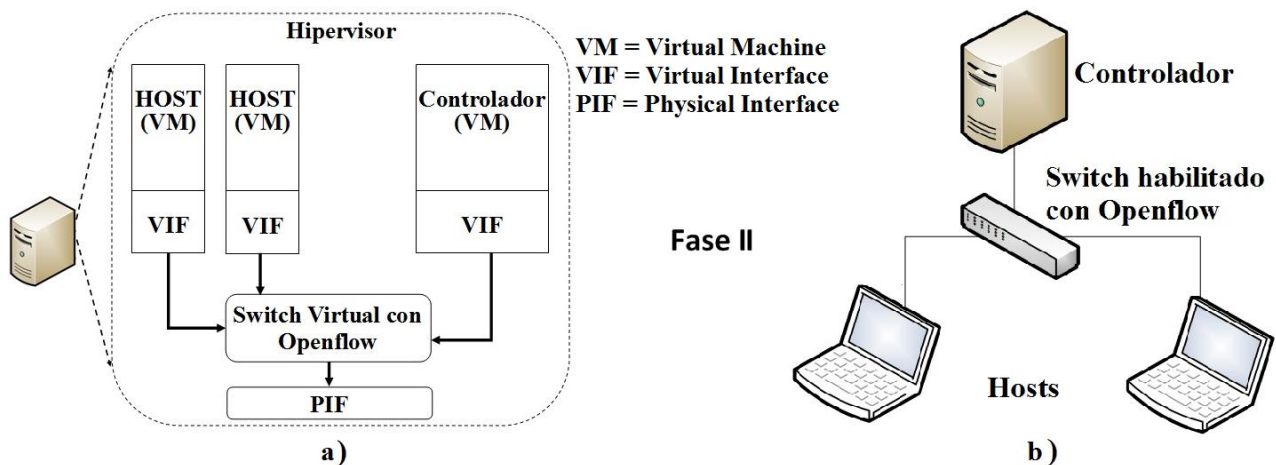 Hipervisor
HOST
(VM)
VIF
HOST
(VM)
VIF
Controlador
(VM)
VIF
Switch Virtual con
Openflow
PIF
a)
VM = Virtual Machine
VIF = Virtual Interface
PIF = Physical Interface
Fase II
Controlador
Switch habilitado
con Openflow
Hosts
b)